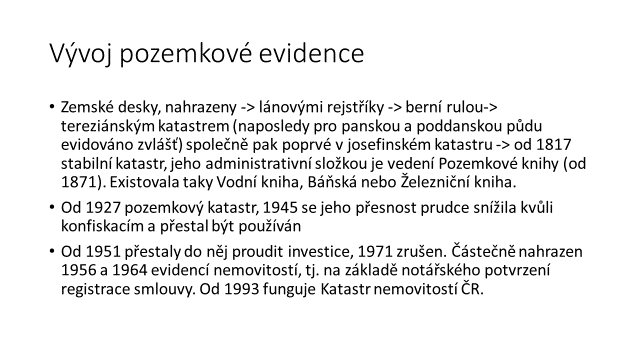 Vývoj pozemkové evidence
• Zemské desky, nahrazeny -> lánovými rejstříky -> berní rulou->
tereziánským katastrem (naposledy pro panskou a poddanskou půdu
evidováno zvlášť) společně pak poprvé v josefinském katastru -> od 1817
stabilní katastr, jeho administrativní složkou je vedení Pozemkové knihy (od
1871). Existovala taky Vodní kniha, Báňská nebo Železniční kniha.
• Od 1927 pozemkový katastr, 1945 se jeho přesnost prudce snížila kvůli
konfiskacím a přestal být používán
• Od 1951 přestaly do něj proudit investice, 1971 zrušen. Částečně nahrazen
1956 a 1964 evidencí nemovitostí, tj. na základě notářského potvrzení
registrace smlouvy. Od 1993 funguje Katastr nemovitostí ČR.